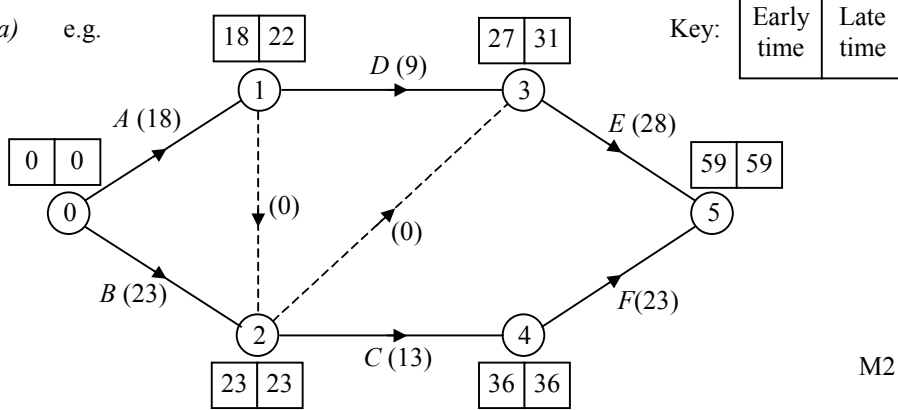 a) e.g.
18 22
27 31
Key:
Early time
Late time
D (9)
1
3
A (18)
E (28)
0 0
59 59
0
(0)
(0)
5
B (23)
F(23)
2
4
C (13)
23 23
36 36
M2